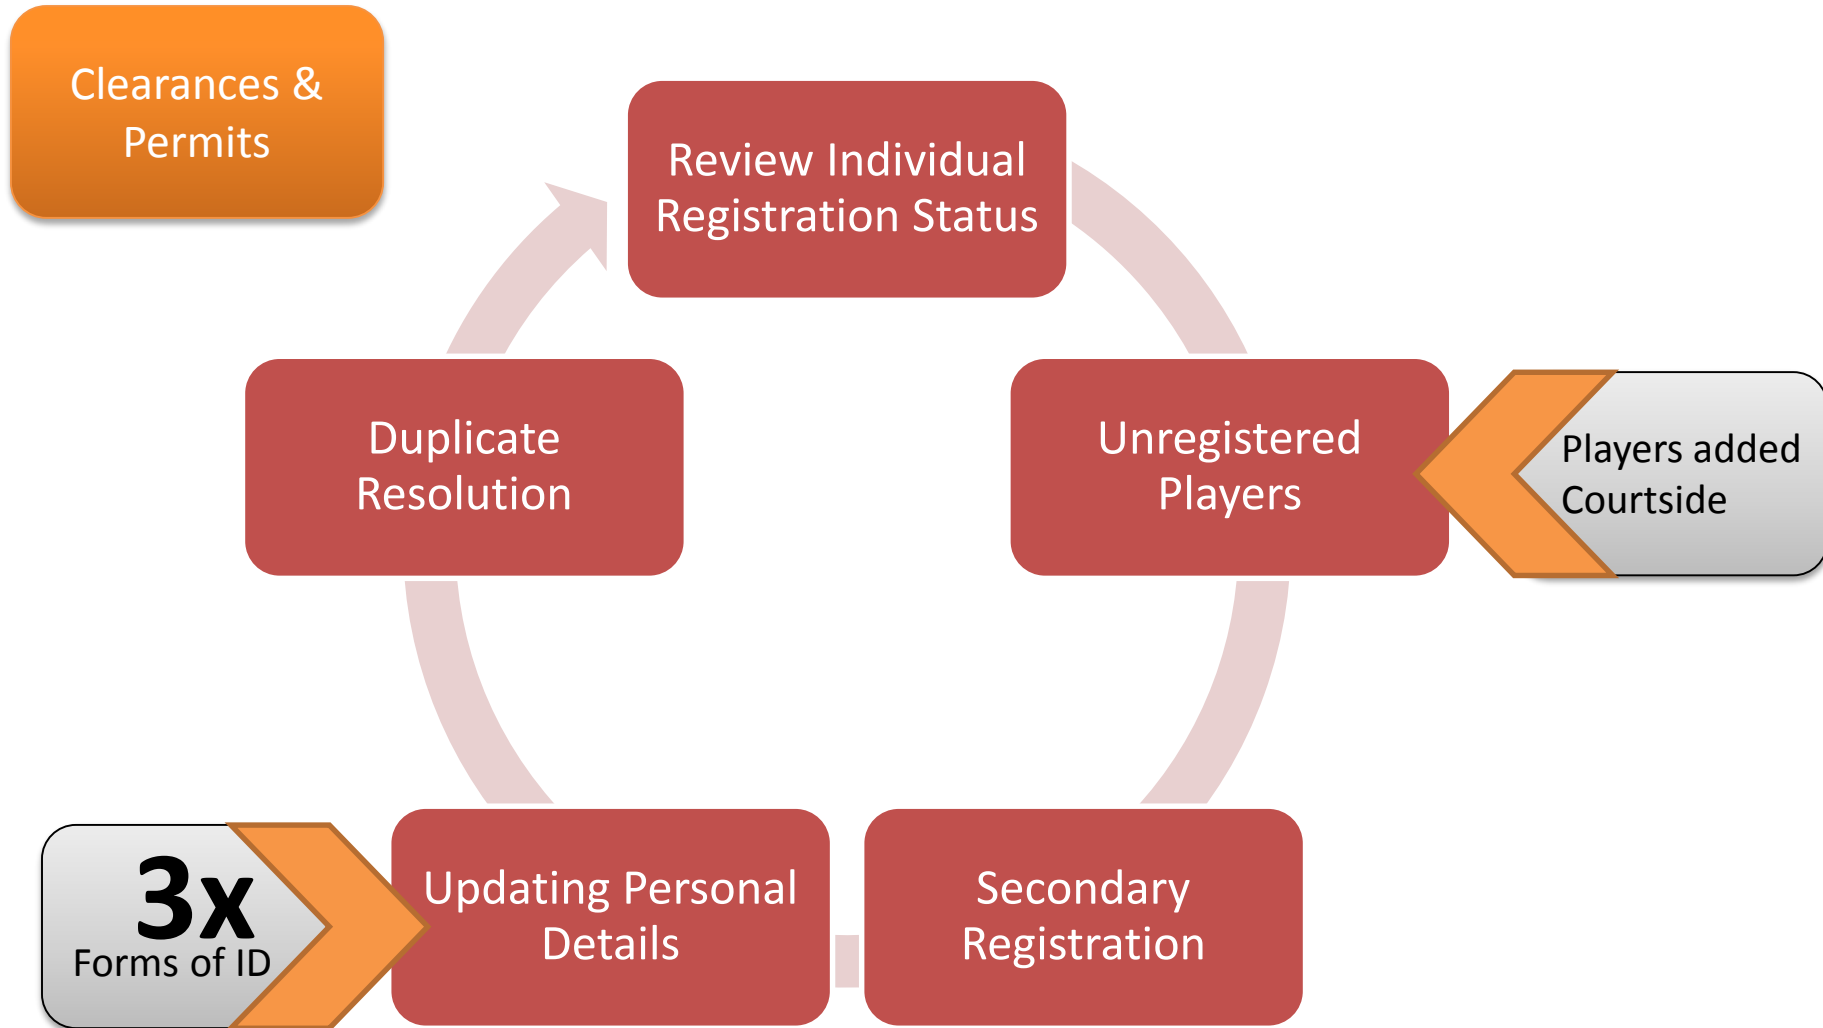 Clearances &
Permits
Review Individual
Registration Status
Duplicate
Resolution
Unregistered
Players
Players added
Courtside
3x
Forms of ID
Updating Personal
Details
Secondary
Registration